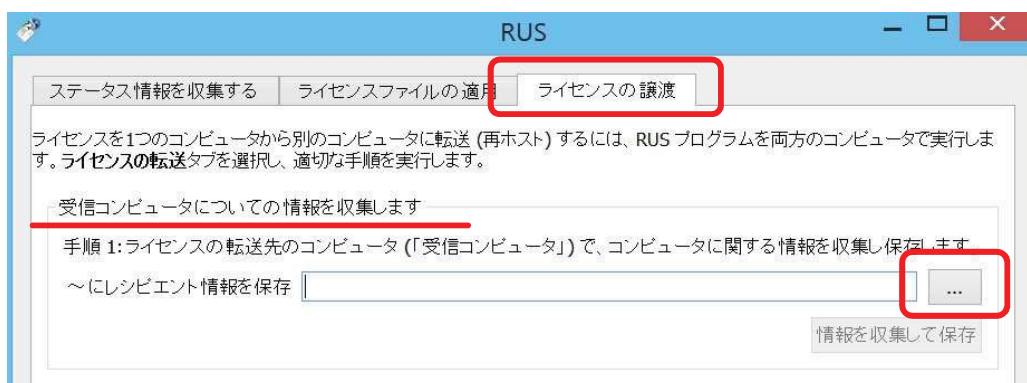 RUS
ステータス情報を収集する ライセンスファイルの適用 ライセンスの譲渡
ライセンスを1つのコンピュータから別のコンピュータに転送 (再ホスト) するには、RUS プログラムを両方のコンピュータで実行しま
す。ライセンスの転送タブを選択し、適切な手順を実行します。
受信コンピュータについての情報を収集します
手順 1:ライセンスの転送先のコンピュータ (「受信コンピュータ」) で、コンピュータに関する情報を収集し保存します
～にレシピエント情報を保存 ...
情報を収集して保存